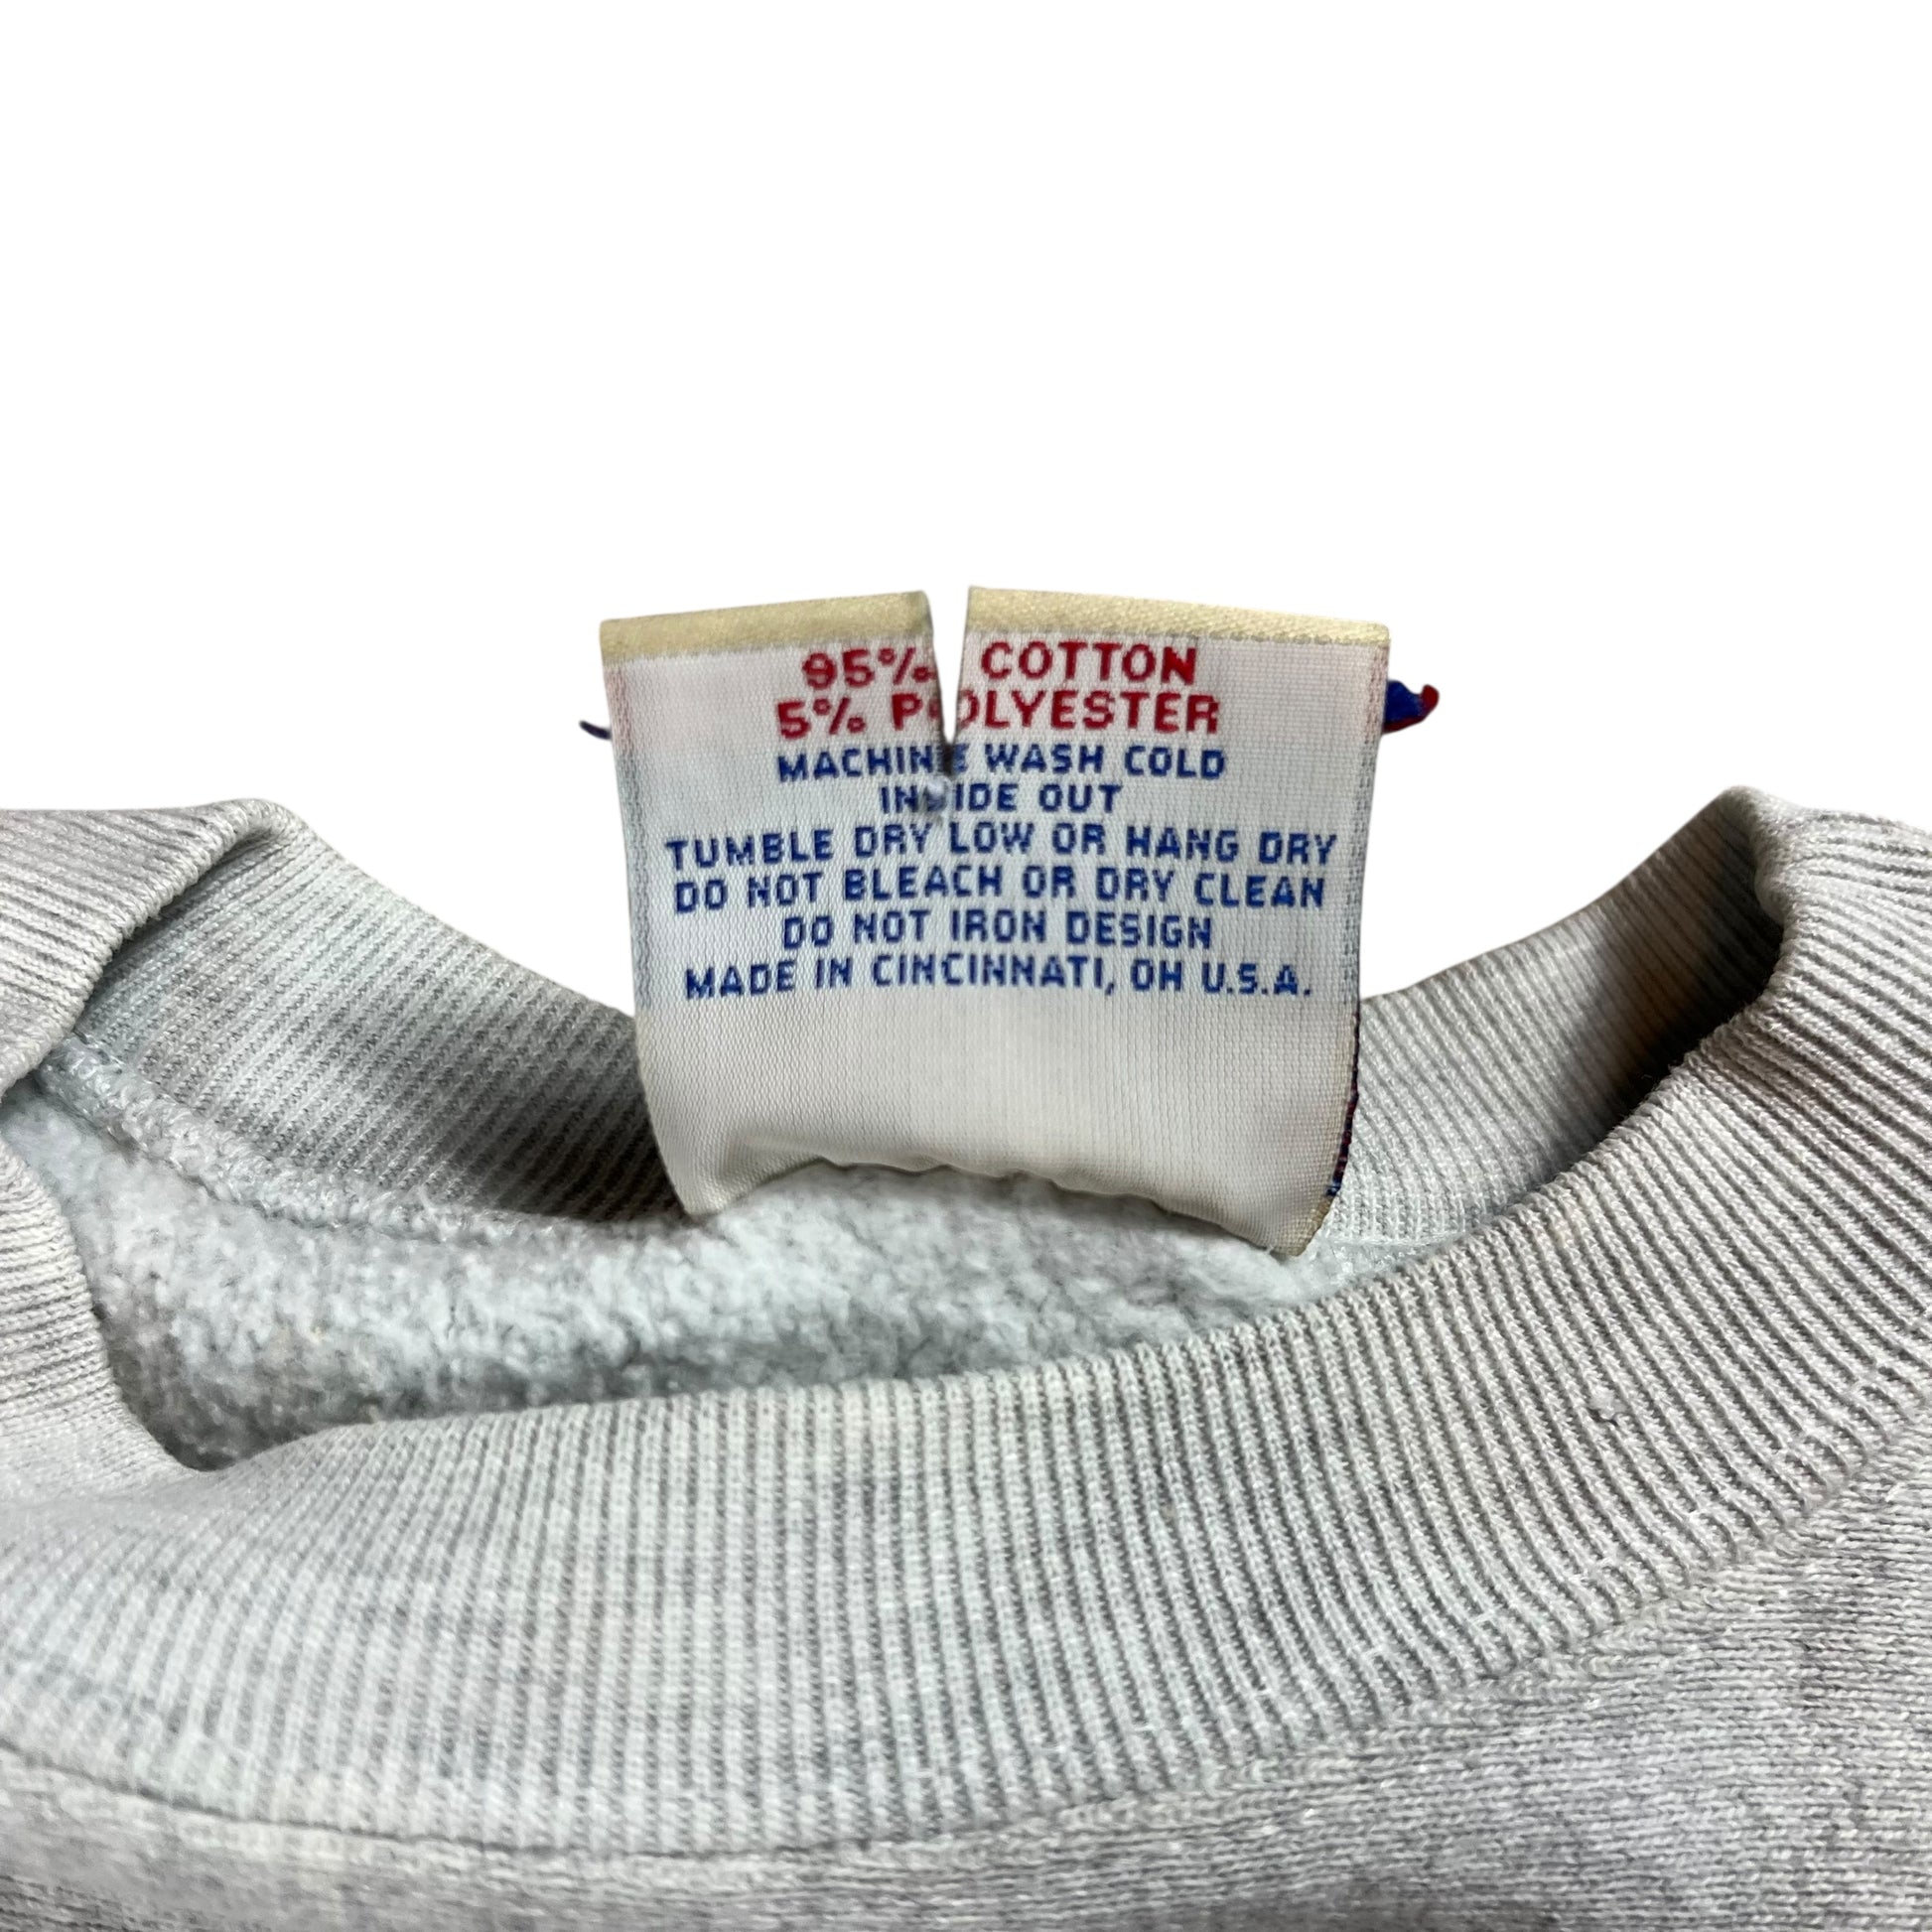 95% COTTON
5% POLYESTER
MACHINE WASH COLD
INSIDE OUT
TUMBLE DRY LOW OR HANG DRY
DO NOT BLEACH OR DRY CLEAN
DO NOT IRON DESIGN
MADE IN CINCINNATI, OH U.S.A.